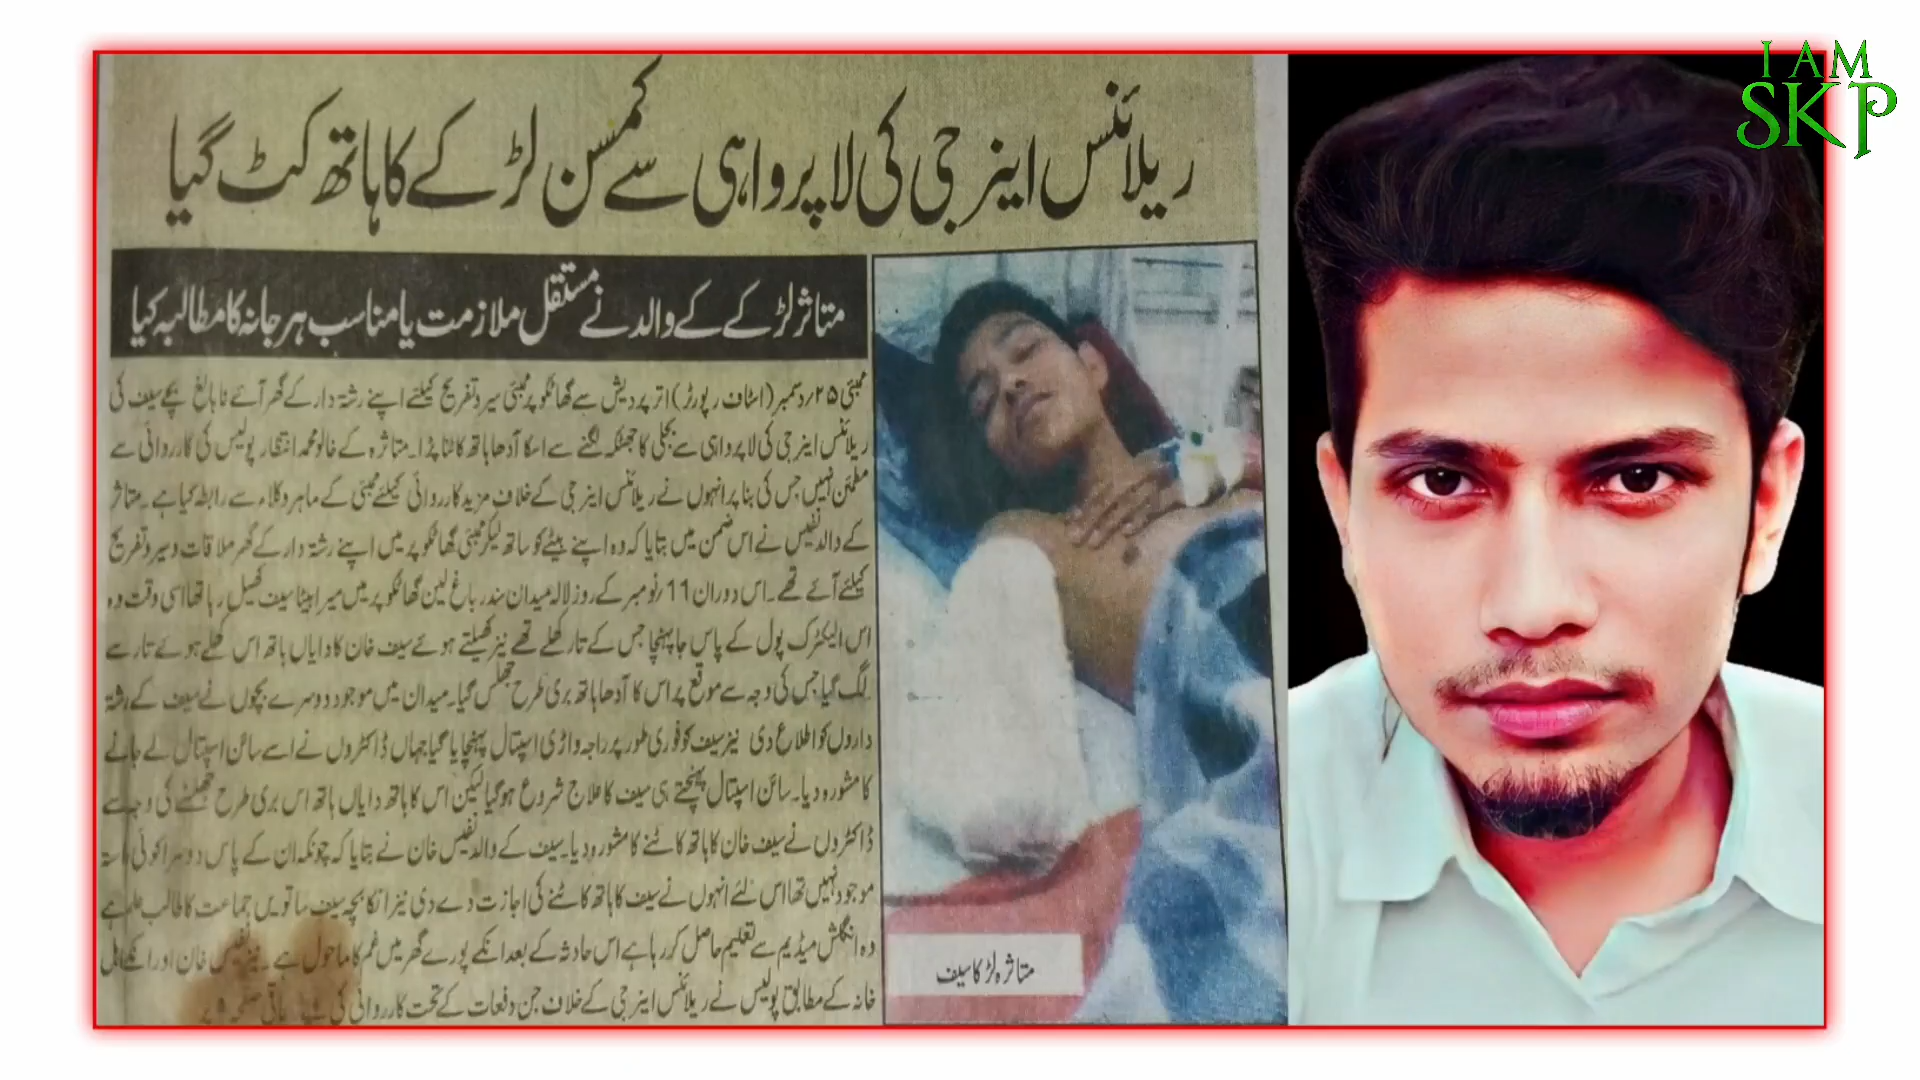 I AM
SKP
ریلائنس اینرجی کی لاپرواہی سے کمسن لڑکے کا ہاتھ کٹ گیا
متاثر لڑکے کے والد نے مستقل ملازمت یا مناسب ہرجانہ کا مطالبہ کیا
ممبئی ۲۵/دسمبر (اسٹاف رپورٹر) اتر پردیش سے گھاٹکوپر ممبئی سیر و تفریح کیلئے اپنے رشتہ دار کے گھر آئے نابالغ بچے سیف کی
ریلائنس اینرجی کی لاپرواہی سے بجلی کا جھٹکہ لگنے سے اسکا آدھا ہاتھ کاٹنا پڑا۔ متاثرہ کے خالو محمد انتظار پولیس کی کارروائی سے
مطمئن نہیں جس کی بنا پر انہوں نے ریلائنس اینرجی کے خلاف مزید کارروائی کیلئے ممبئی کے ماہر وکلاء سے رابطہ کیا ہے۔ متاثر
کے والد نفیس نے اس ضمن میں بتایا کہ وہ اپنے بیٹے کو ساتھ لیکر ممبئی گھاٹکوپر میں اپنے رشتہ دار کے گھر ملاقات و سیر و تفریح
کیلئے آئے تھے۔ اس دوران 11/نومبر کے روز لالہ میدان مندر باغ لین گھاٹکوپر میں میرا بیٹا سیف کھیل رہا تھا اسی وقت وہ
اس الیکٹرک پول کے پاس جا پہنچا جس کے تار کھلے تھے نیز کھیلتے ہوئے سیف خان کا دایاں ہاتھ اس کھلے ہوئے تار سے
لگ گیا جس کی وجہ سے موقع پر اس کا آدھا ہاتھ بری طرح جھلس گیا۔ میدان میں موجود دوسرے بچوں نے سیف کے رشتہ
داروں کو اطلاع دی نیز سیف کو فوری طور پر راجہ واڑی اسپتال پہنچایا گیا جہاں ڈاکٹروں نے اسے سائن اسپتال لے جانے
کا مشورہ دیا۔ سائن اسپتال پہنچتے ہی سیف کا علاج شروع ہوگیا لیکن اس کا ہاتھ دایاں ہاتھ اس بری طرح جھلسنے کی وجہ سے
ڈاکٹروں نے سیف خان کا ہاتھ کاٹنے کا مشورہ دیا۔ سیف کے والد نفیس خان نے بتایا کہ چونکہ ان کے پاس دوسرا کوئی راستہ
موجود نہیں تھا اس لئے انہوں نے سیف کا ہاتھ کاٹنے کی اجازت دے دی نیز انکا بچہ سیف ساتویں جماعت کا طالب علم ہے
وہ انگلش میڈیم سے تعلیم حاصل کر رہا ہے اس حادثہ کے بعد انکے پورے گھر میں غم کا ماحول ہے۔ نیز نفیس خان اور انکے اہل
خانہ کے مطابق پولیس نے ریلائنس اینرجی کے خلاف جن دفعات کے تحت کارروائی کی باقی صفحہ ۹ پر
متاثرہ لڑکا سیف